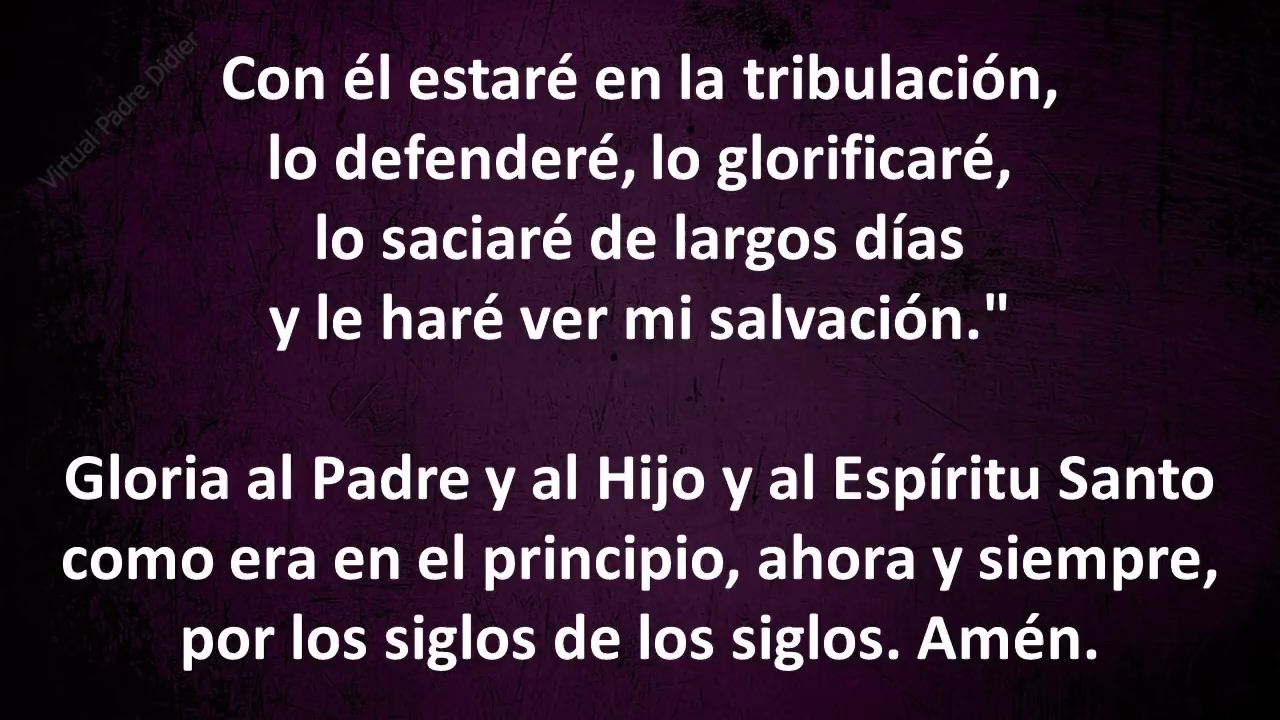 Virtual Padre Didier
Con él estaré en la tribulación,
lo defenderé, lo glorificaré,
lo saciaré de largos días
y le haré ver mi salvación."
Gloria al Padre y al Hijo y al Espíritu Santo
como era en el principio, ahora y siempre,
por los siglos de los siglos. Amén.